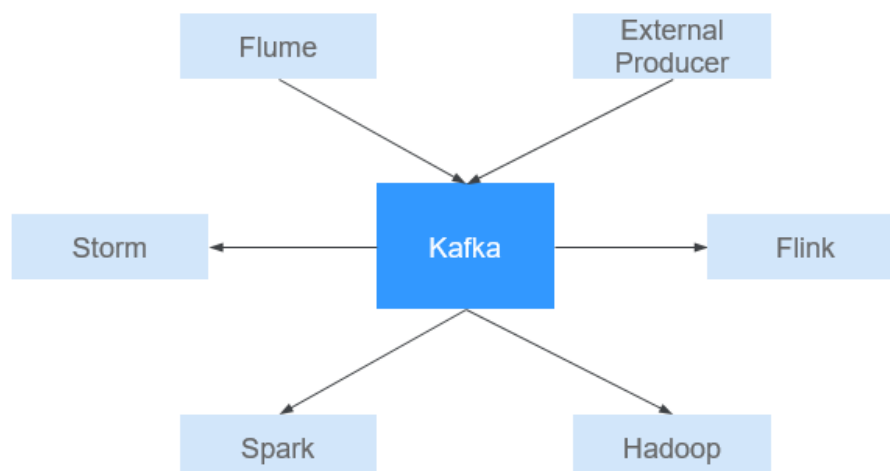 Flume
External
Producer
Storm
Kafka
Flink
Spark
Hadoop